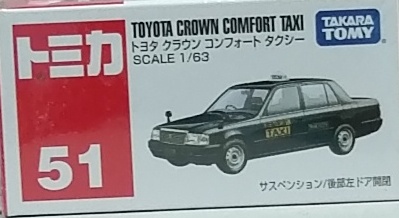 トミカ
51
TOYOTA CROWN COMFORT TAXI
トヨタ クラウン コンフォート タクシー
SCALE 1/63
TAKARA
TOMY
TAXI
サスペンション/後部左ドア開閉